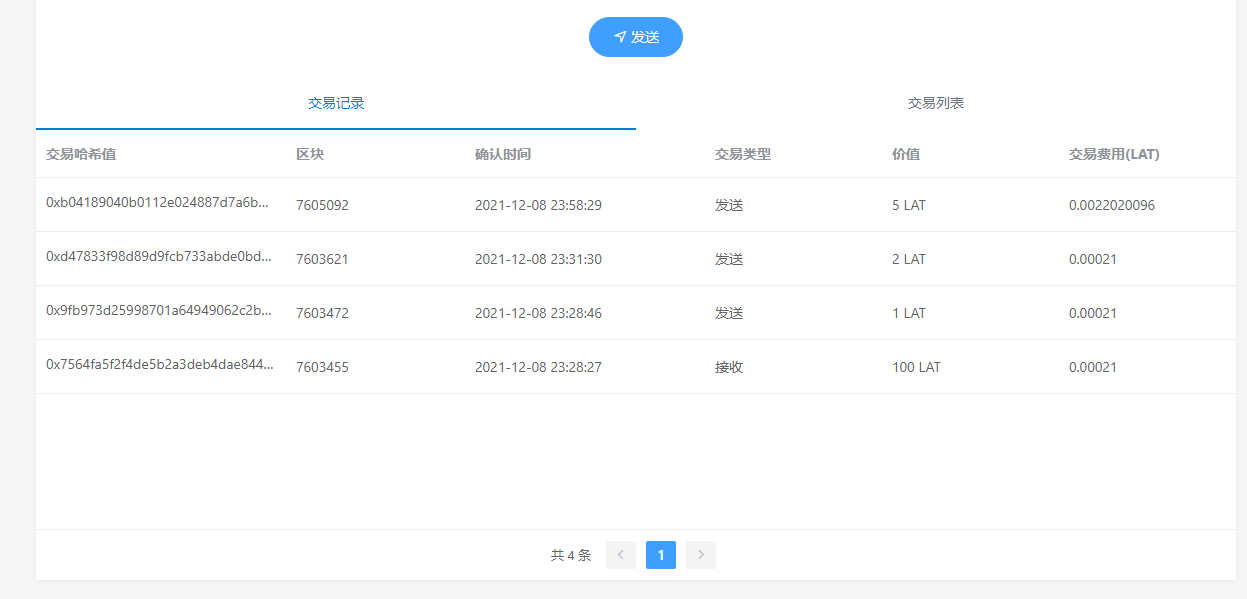 发送
交易记录 交易列表
交易哈希值 区块 确认时间 交易类型 价值 交易费用(LAT)
0xb04189040b0112e024887d7a6b... 7605092 2021-12-08 23:58:29 发送 5 LAT 0.0022020096
0xd47833f98d89d9fcb733abde0bd... 7603621 2021-12-08 23:31:30 发送 2 LAT 0.00021
0x9fb973d25998701a64949062c2b... 7603472 2021-12-08 23:28:46 发送 1 LAT 0.00021
0x7564fa5f2f4de5b2a3deb4dae844... 7603455 2021-12-08 23:28:27 接收 100 LAT 0.00021
共 4 条 1